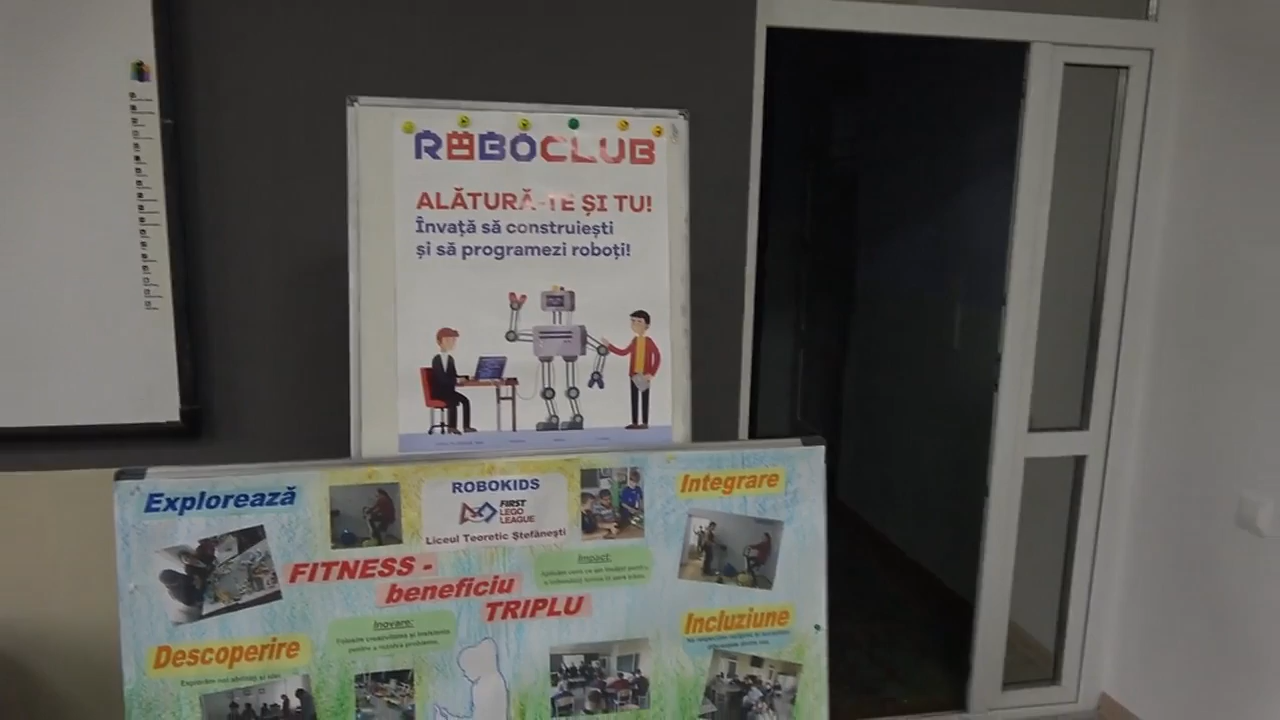 ROBOCLUB
ALĂTURĂ-TE ȘI TU!
Învață să construiești
și să programezi roboți!
Explorează
ROBOKIDS
FIRST
LEGO
LEAGUE
Liceul Teoretic Ștefănești
Integrare
FITNESS -
beneficiu
TRIPLU
Impact:
Inovare:
Descoperire
Incluziune